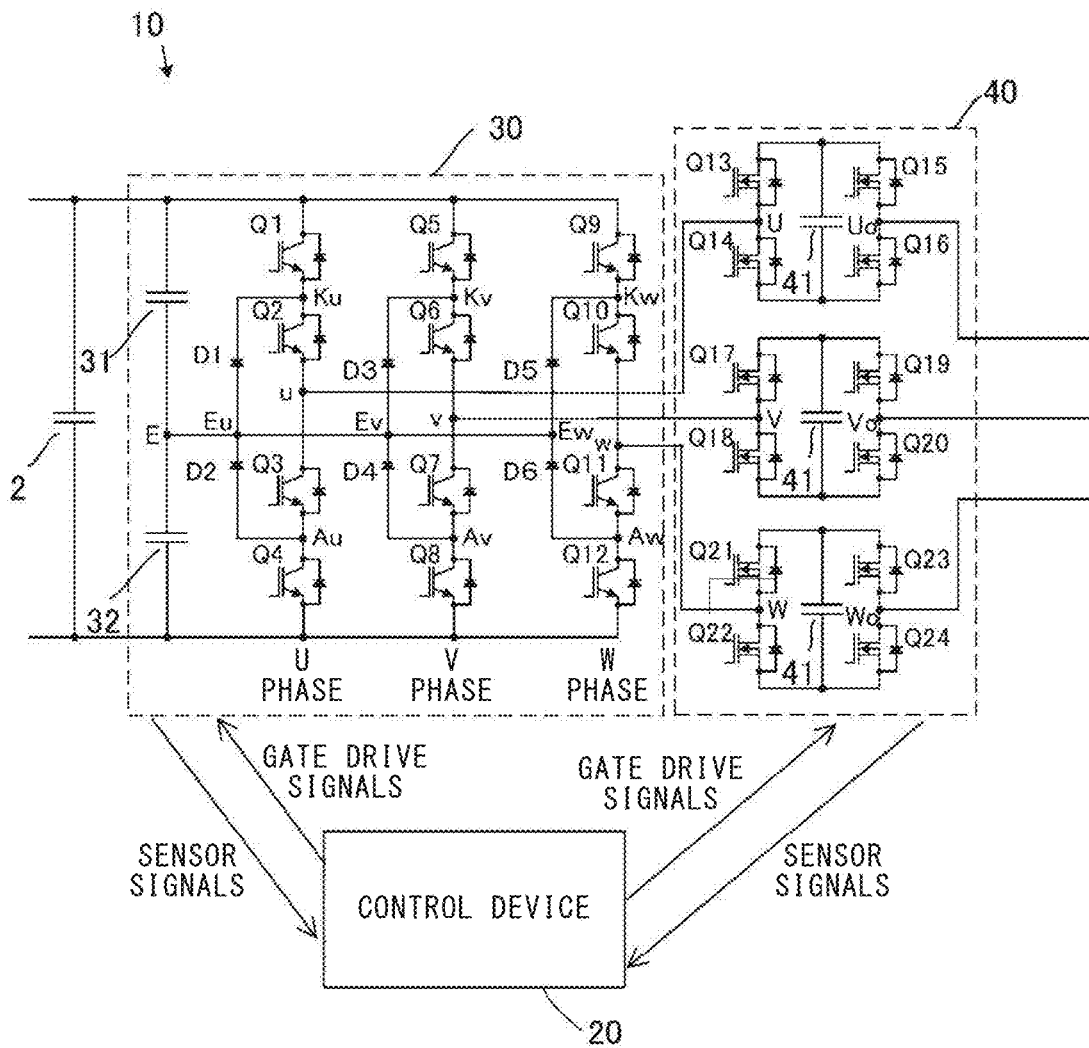 10
30
40
Q1
Q5
Q9
Q13
Q15
U
Uo
Q14
Q16
41
Ku
Kv
Kw
Q2
Q6
Q10
31
D1
D3
D5
Q17
Q19
u
E
Eu
Ev
v
Ew
w
V
Vo
Q18
Q20
41
2
D2
Q3
D4
Q7
D6
Q11
Au
Av
Aw
Q21
Q23
32
Q4
Q8
Q12
W
Wo
Q22
Q24
41
U
PHASE
V
PHASE
W
PHASE
GATE DRIVE
SIGNALS
GATE DRIVE
SIGNALS
SENSOR
SIGNALS
SENSOR
SIGNALS
CONTROL DEVICE
20